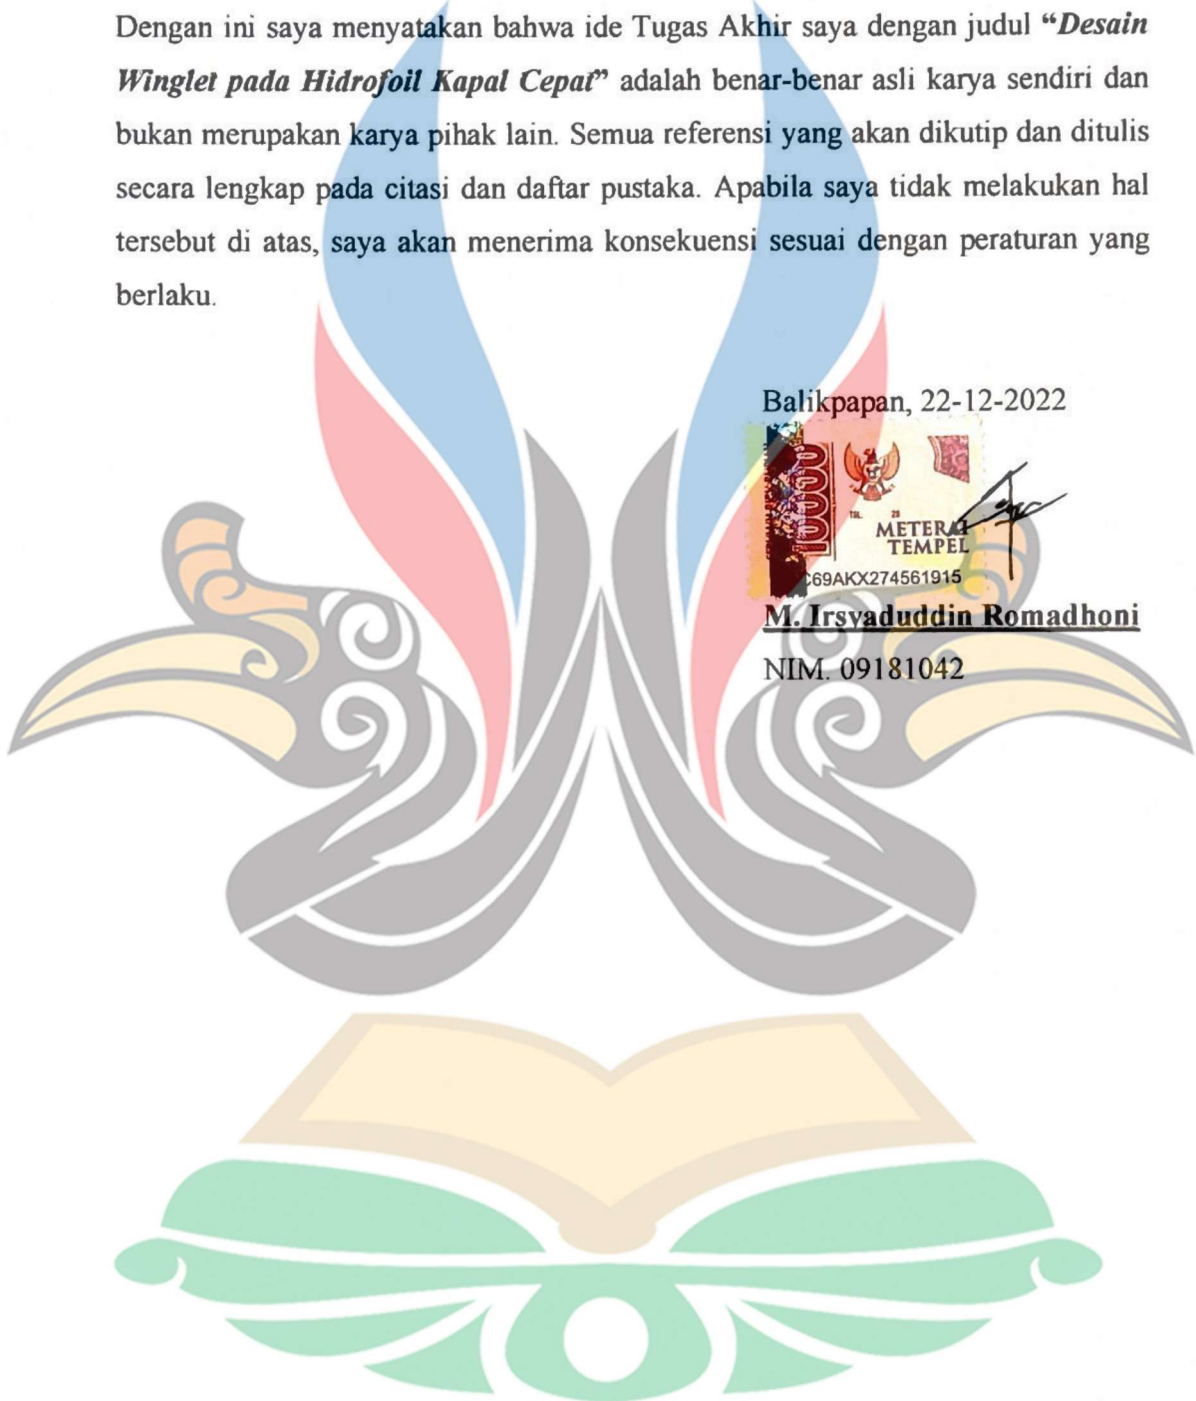 Dengan ini saya menyatakan bahwa ide Tugas Akhir saya dengan judul “Desain
Winglet pada Hidrofoil Kapal Cepat” adalah benar-benar asli karya sendiri dan
bukan merupakan karya pihak lain. Semua referensi yang akan dikutip dan ditulis
secara lengkap pada citasi dan daftar pustaka. Apabila saya tidak melakukan hal
tersebut di atas, saya akan menerima konsekuensi sesuai dengan peraturan yang
berlaku.
Balikpapan, 22-12-2022
10000
TGL. 20
METERAI
TEMPEL
C69AKX274561915
M. Irsyaduddin Romadhoni
NIM. 09181042